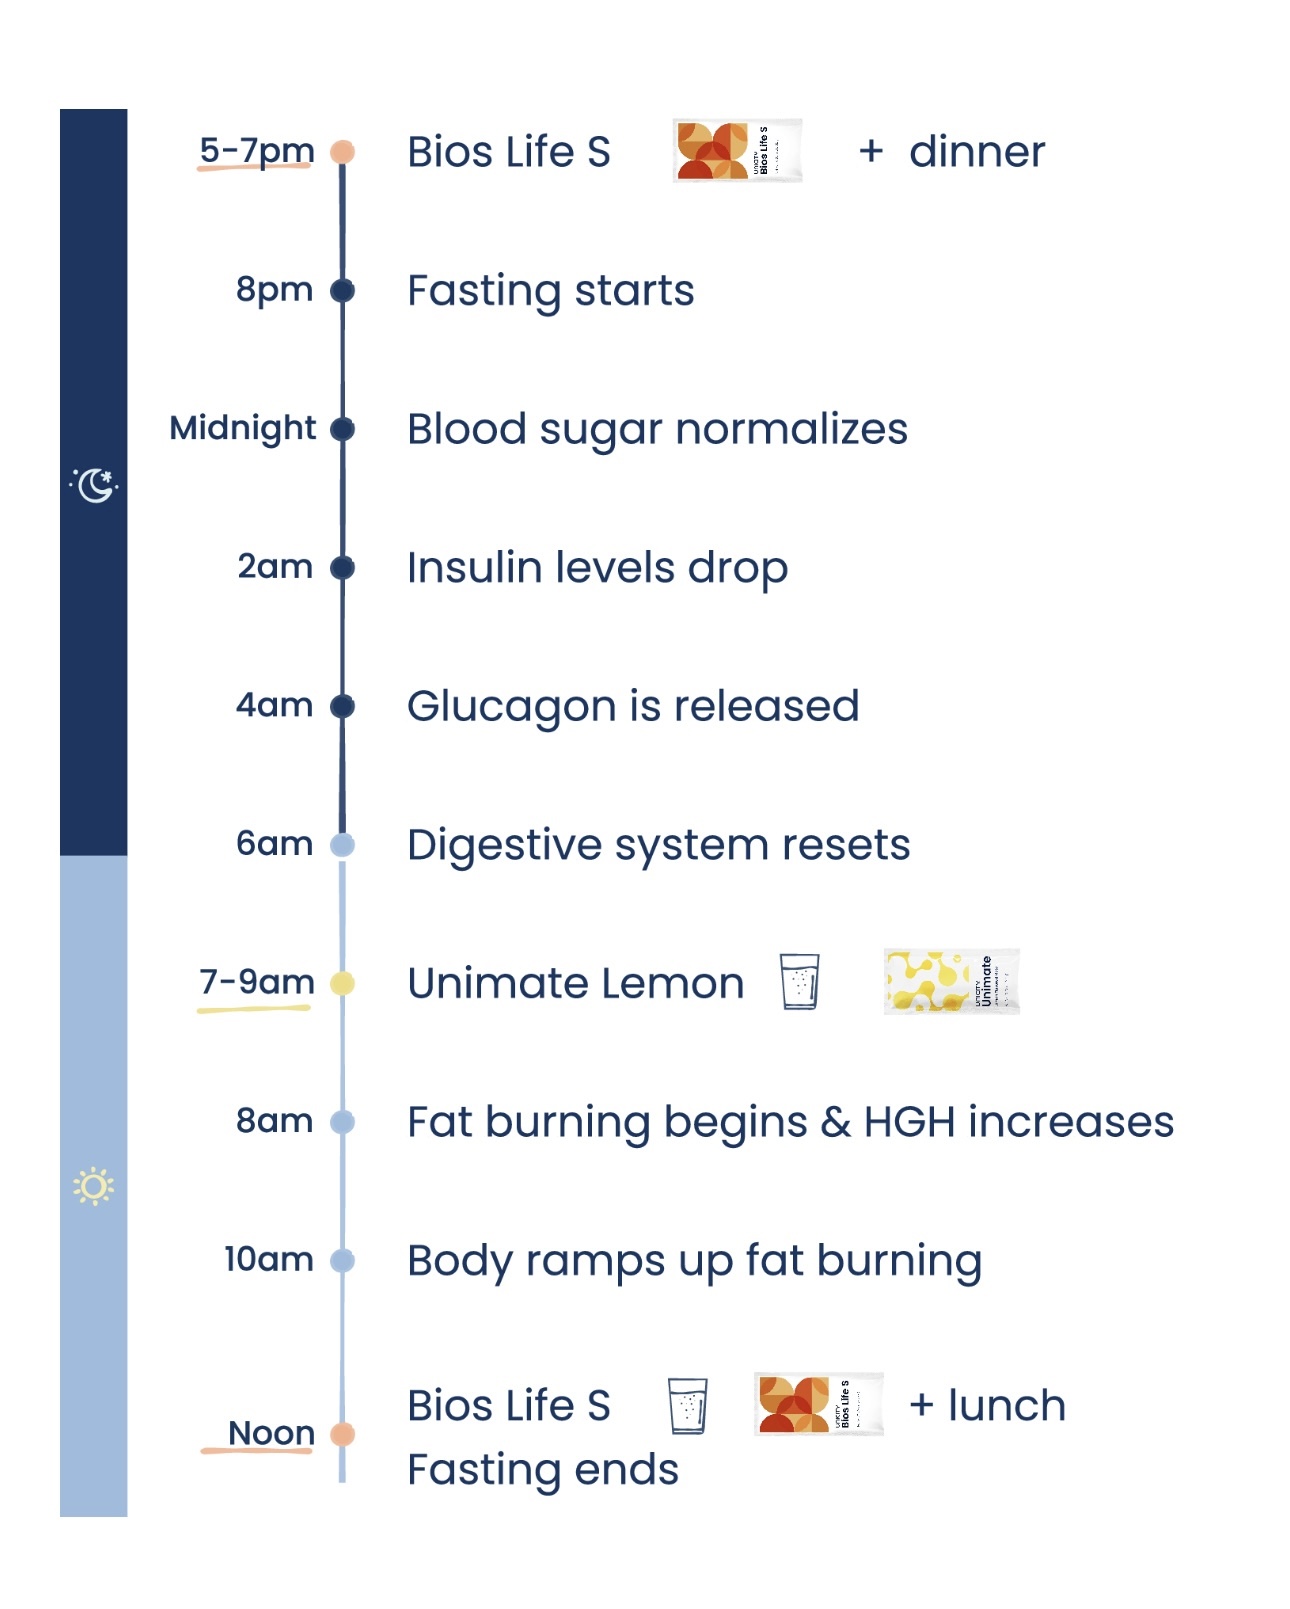 5-7pm Bios Life S UNICITY Bios Life S + dinner
8pm Fasting starts
Midnight Blood sugar normalizes
2am Insulin levels drop
4am Glucagon is released
6am Digestive system resets
7-9am Unimate Lemon UNICITY Unimate
8am Fat burning begins & HGH increases
10am Body ramps up fat burning
Noon Bios Life S UNICITY Bios Life S + lunch
Fasting ends